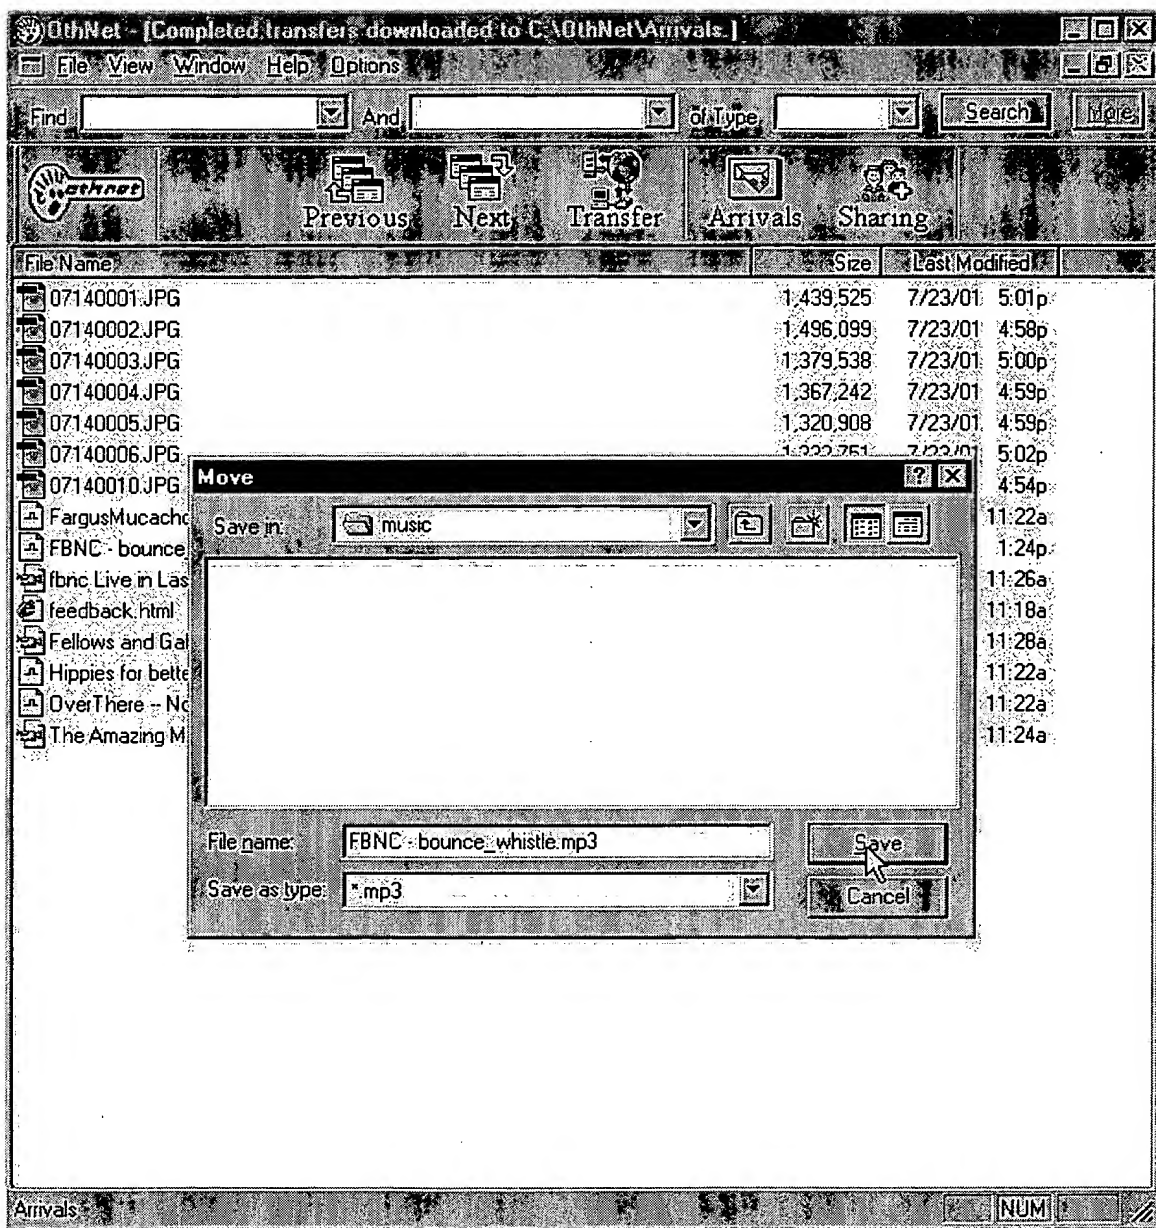 OthNet - [Completed transfers downloaded to C:\OthNet\Arrivals.]
File View Window Help Options
Find And of Type Search More
othnet Previous Next Transfer Arrivals Sharing
File Name Size Last Modified
07140001.JPG 1,439,525 7/23/01 5:01p
07140002.JPG 1,496,099 7/23/01 4:58p
07140003.JPG 1,379,538 7/23/01 5:00p
07140004.JPG 1,367,242 7/23/01 4:59p
07140005.JPG 1,320,908 7/23/01 4:59p
07140006.JPG 7/23/01 5:02p
07140010.JPG 4:54p
FargusMucacho 11:22a
FBNC - bounce 1:24p
fbnc Live in Las 11:26a
feedback.html 11:18a
Fellows and Gal 11:28a
Hippies for bette 11:22a
OverThere -- No 11:22a
The Amazing M 11:24a
Move
Save in: music
File name: FBNC - bounce_whistle.mp3 Save
Save as type: *.mp3 Cancel
Arrivals NUM